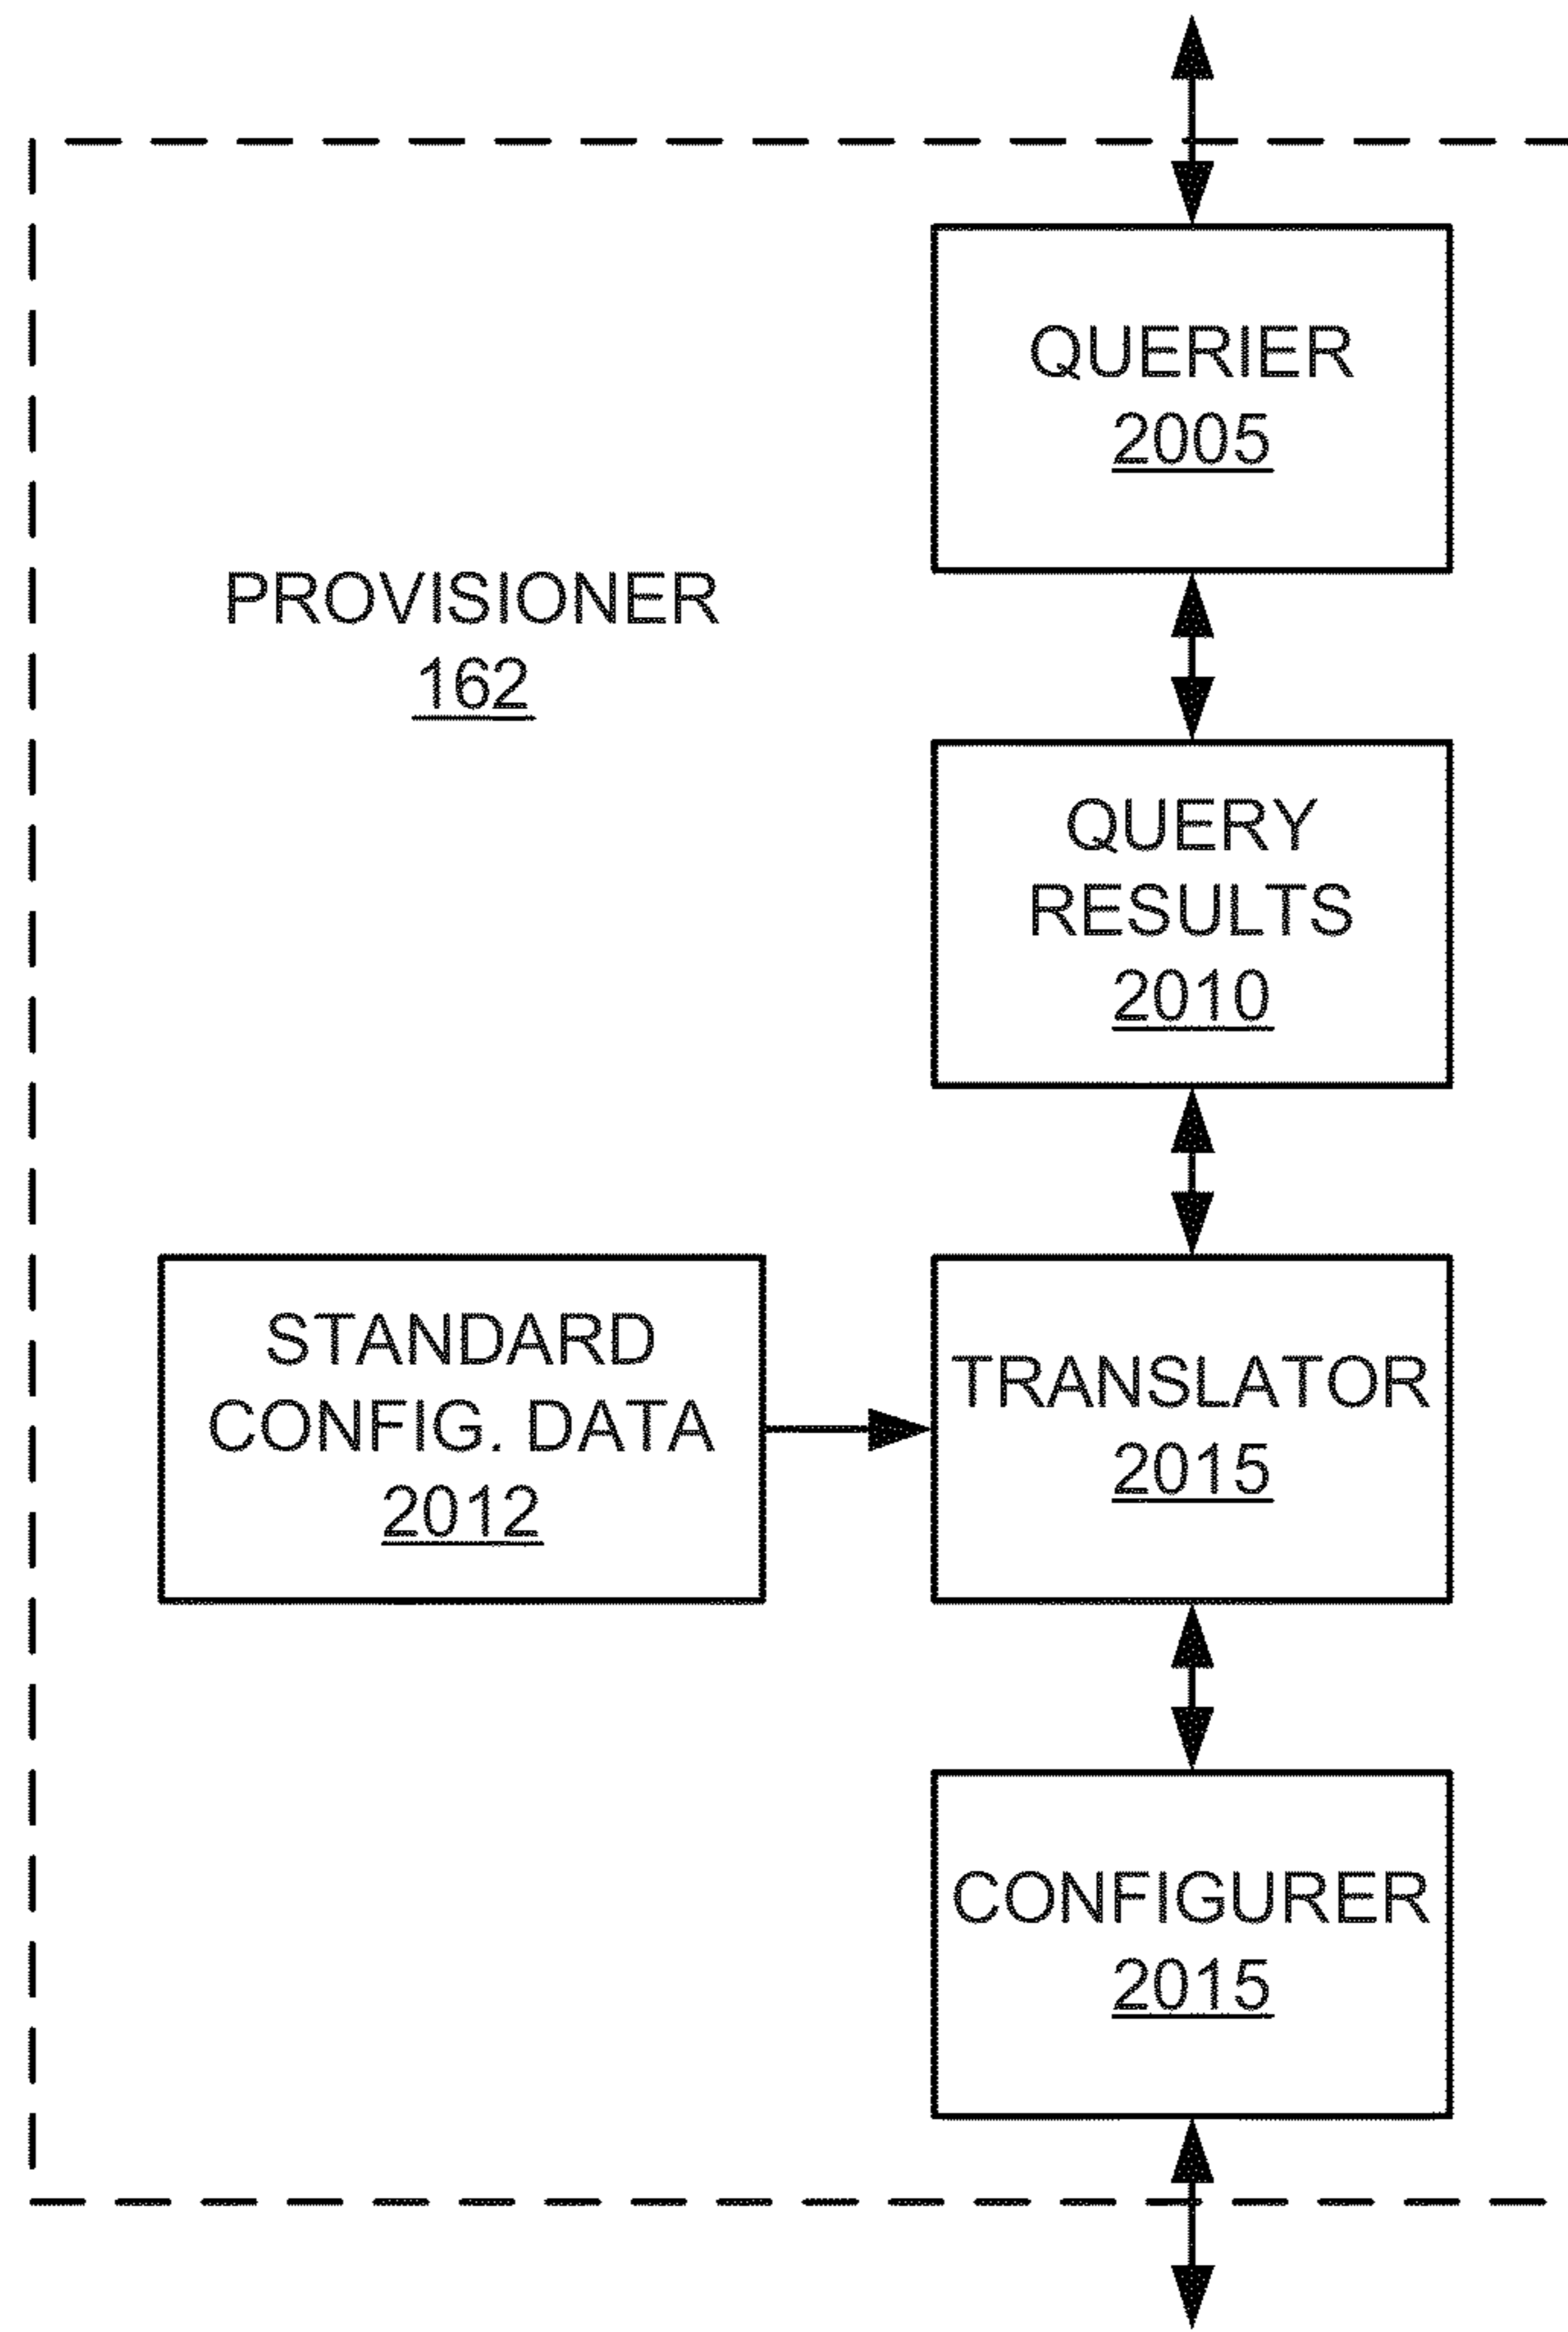 QUERIER
2005
PROVISIONER
162
QUERY
RESULTS
2010
STANDARD
CONFIG. DATA
2012
TRANSLATOR
2015
CONFIGURER
2015